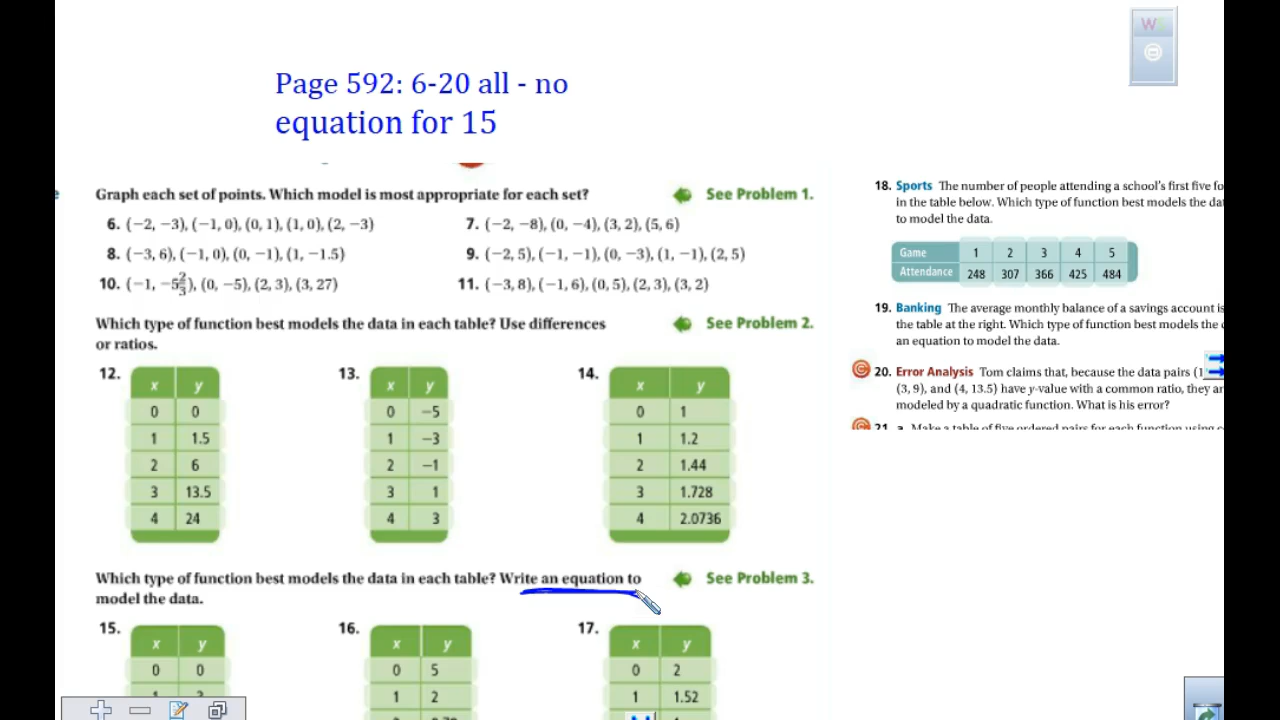 Page 592: 6-20 all - no
equation for 15
Graph each set of points. Which model is most appropriate for each set?
See Problem 1.
6. (−2, −3), (−1, 0), (0, 1), (1, 0), (2, −3)
7. (−2, −8), (0, −4), (3, 2), (5, 6)
8. (−3, 6), (−1, 0), (0, −1), (1, −1.5)
9. (−2, 5), (−1, −1), (0, −3), (1, −1), (2, 5)
10. (−1, −5 2/3), (0, −5), (2, 3), (3, 27)
11. (−3, 8), (−1, 6), (0, 5), (2, 3), (3, 2)
Which type of function best models the data in each table? Use differences
or ratios.
See Problem 2.
12.
x y
0 0
1 1.5
2 6
3 13.5
4 24
13.
x y
0 −5
1 −3
2 −1
3 1
4 3
14.
x y
0 1
1 1.2
2 1.44
3 1.728
4 2.0736
Which type of function best models the data in each table? Write an equation to
model the data.
See Problem 3.
15.
x y
0 0
16.
x y
0 5
1 2
17.
x y
0 2
1 1.52
18. Sports The number of people attending a school's first five fo
in the table below. Which type of function best models the da
to model the data.
Game 1 2 3 4 5
Attendance 248 307 366 425 484
19. Banking The average monthly balance of a savings account is
the table at the right. Which type of function best models the
an equation to model the data.
20. Error Analysis Tom claims that, because the data pairs (1
(3, 9), and (4, 13.5) have y-value with a common ratio, they ar
modeled by a quadratic function. What is his error?
21. a. Make a table of five ordered pairs for each function using